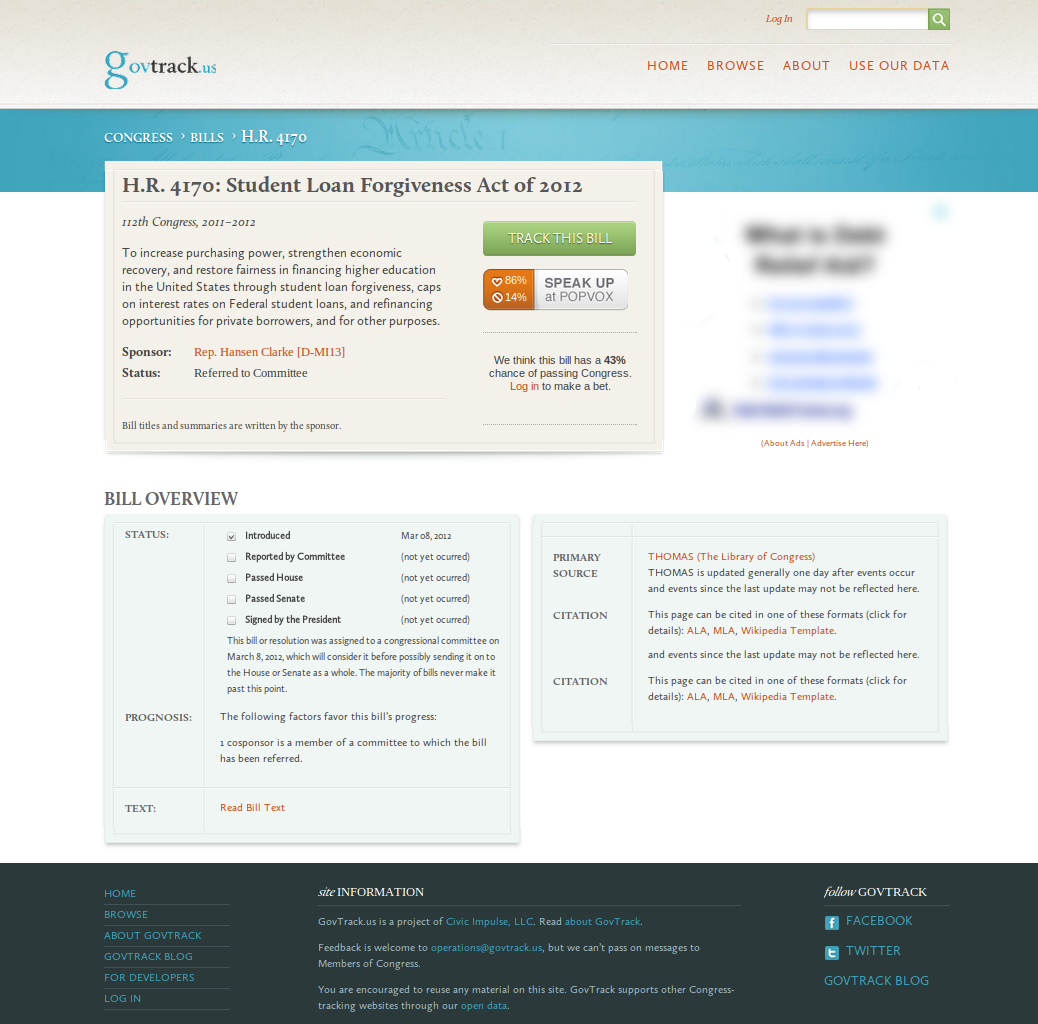 Log In
govtrack.us
HOME BROWSE ABOUT USE OUR DATA
CONGRESS › BILLS › H.R. 4170
H.R. 4170: Student Loan Forgiveness Act of 2012
112th Congress, 2011–2012
To increase purchasing power, strengthen economic
recovery, and restore fairness in financing higher education
in the United States through student loan forgiveness, caps
on interest rates on Federal student loans, and refinancing
opportunities for private borrowers, and for other purposes.
Sponsor: Rep. Hansen Clarke [D-MI13]
Status: Referred to Committee
Bill titles and summaries are written by the sponsor.
TRACK THIS BILL
86%
14%
SPEAK UP
at POPVOX
We think this bill has a 43%
chance of passing Congress.
Log in to make a bet.
What is Debt
Relief Aid?
(About Ads | Advertise Here)
BILL OVERVIEW
STATUS:
Introduced Mar 08, 2012
Reported by Committee (not yet ocurred)
Passed House (not yet ocurred)
Passed Senate (not yet ocurred)
Signed by the President (not yet ocurred)
This bill or resolution was assigned to a congressional committee on
March 8, 2012, which will consider it before possibly sending it on to
the House or Senate as a whole. The majority of bills never make it
past this point.
PROGNOSIS: The following factors favor this bill's progress:
1 cosponsor is a member of a committee to which the bill
has been referred.
TEXT: Read Bill Text
PRIMARY
SOURCE
THOMAS (The Library of Congress)
THOMAS is updated generally one day after events occur
and events since the last update may not be reflected here.
CITATION
This page can be cited in one of these formats (click for
details): ALA, MLA, Wikipedia Template.
and events since the last update may not be reflected here.
CITATION
This page can be cited in one of these formats (click for
details): ALA, MLA, Wikipedia Template.
HOME
BROWSE
ABOUT GOVTRACK
GOVTRACK BLOG
FOR DEVELOPERS
LOG IN
site INFORMATION
GovTrack.us is a project of Civic Impulse, LLC. Read about GovTrack.
Feedback is welcome to operations@govtrack.us, but we can't pass on messages to
Members of Congress.
You are encouraged to reuse any material on this site. GovTrack supports other Congress-
tracking websites through our open data.
follow GOVTRACK
FACEBOOK
TWITTER
GOVTRACK BLOG